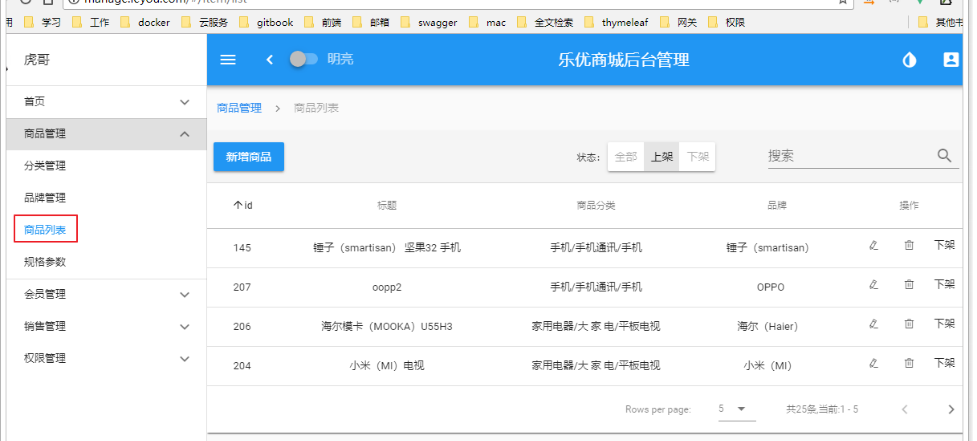 manage.leyou.com/#/item/list
用 学习 工作 docker 云服务 gitbook 前端 邮箱 swagger mac 全文检索 thymeleaf 网关 权限 其他书
虎哥
明亮
乐优商城后台管理
首页
商品管理
分类管理
品牌管理
商品列表
规格参数
会员管理
销售管理
权限管理
商品管理 > 商品列表
新增商品
状态: 全部 上架 下架
搜索
id 标题 商品分类 品牌 操作
145 锤子（smartisan） 坚果32 手机 手机/手机通讯/手机 锤子（smartisan） 下架
207 oopp2 手机/手机通讯/手机 OPPO 下架
206 海尔模卡（MOOKA）U55H3 家用电器/大 家 电/平板电视 海尔（Haier） 下架
204 小米（MI）电视 家用电器/大 家 电/平板电视 小米（MI） 下架
Rows per page: 5 共25条,当前:1 - 5